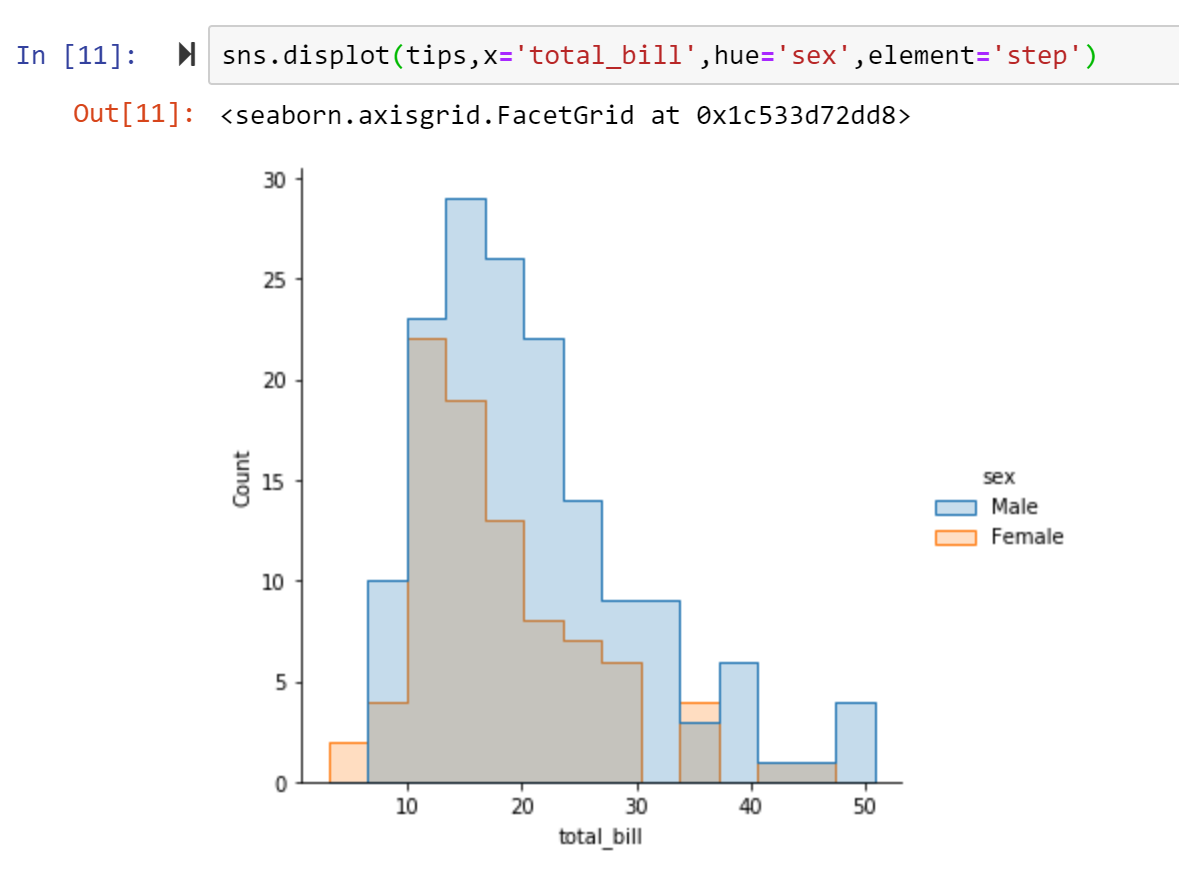 In [11]: sns.displot(tips,x='total_bill',hue='sex',element='step')
Out[11]: <seaborn.axisgrid.FacetGrid at 0x1c533d72dd8>
30
25
20
15
10
5
0
Count
10 20 30 40 50
total_bill
sex
Male
Female